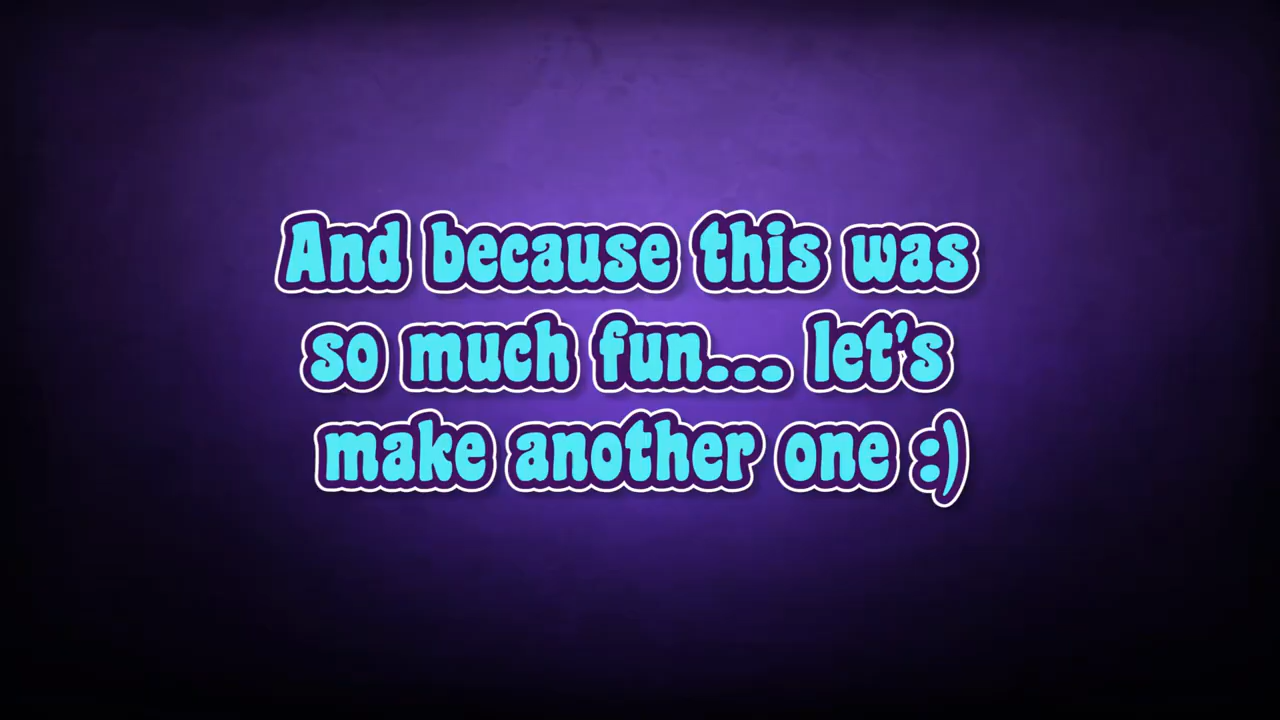 And because this was
so much fun... let's
make another one :)